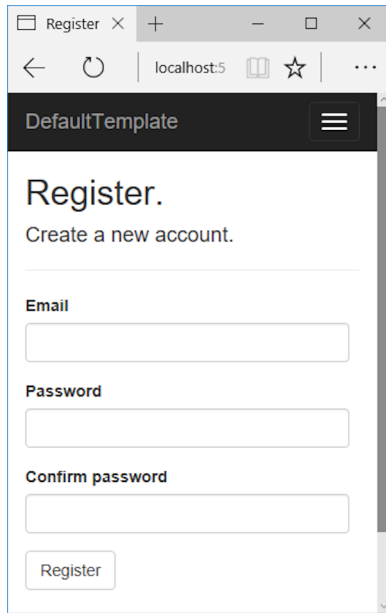 Register
localhost:5
DefaultTemplate
Register.
Create a new account.
Email
Password
Confirm password
Register